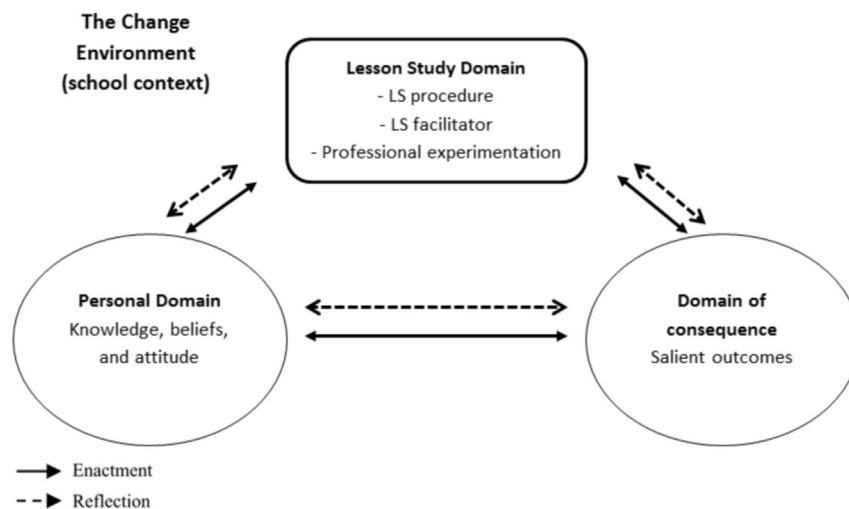 The Change
Environment
(school context)
Lesson Study Domain
- LS procedure
- LS facilitator
- Professional experimentation
Personal Domain
Knowledge, beliefs,
and attitude
Domain of
consequence
Salient outcomes
Enactment
Reflection